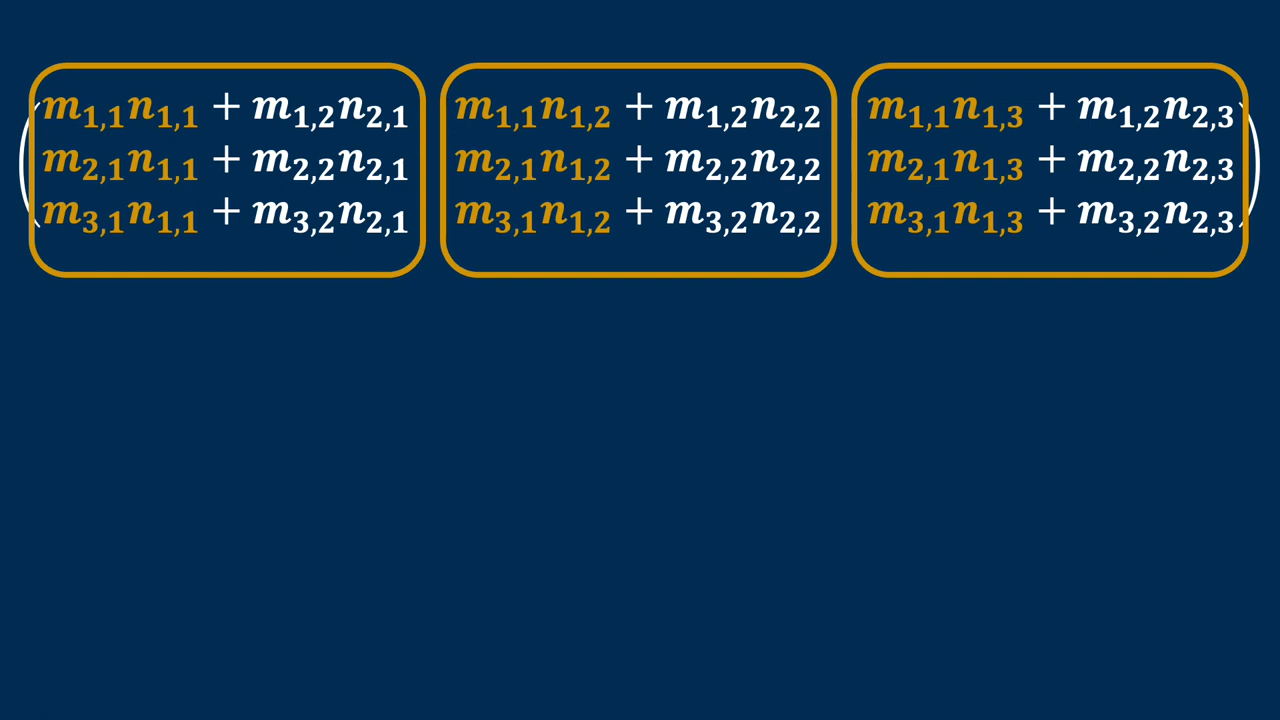 (m₁,₁n₁,₁ + m₁,₂n₂,₁ m₁,₁n₁,₂ + m₁,₂n₂,₂ m₁,₁n₁,₃ + m₁,₂n₂,₃)
m₂,₁n₁,₁ + m₂,₂n₂,₁ m₂,₁n₁,₂ + m₂,₂n₂,₂ m₂,₁n₁,₃ + m₂,₂n₂,₃
m₃,₁n₁,₁ + m₃,₂n₂,₁ m₃,₁n₁,₂ + m₃,₂n₂,₂ m₃,₁n₁,₃ + m₃,₂n₂,₃